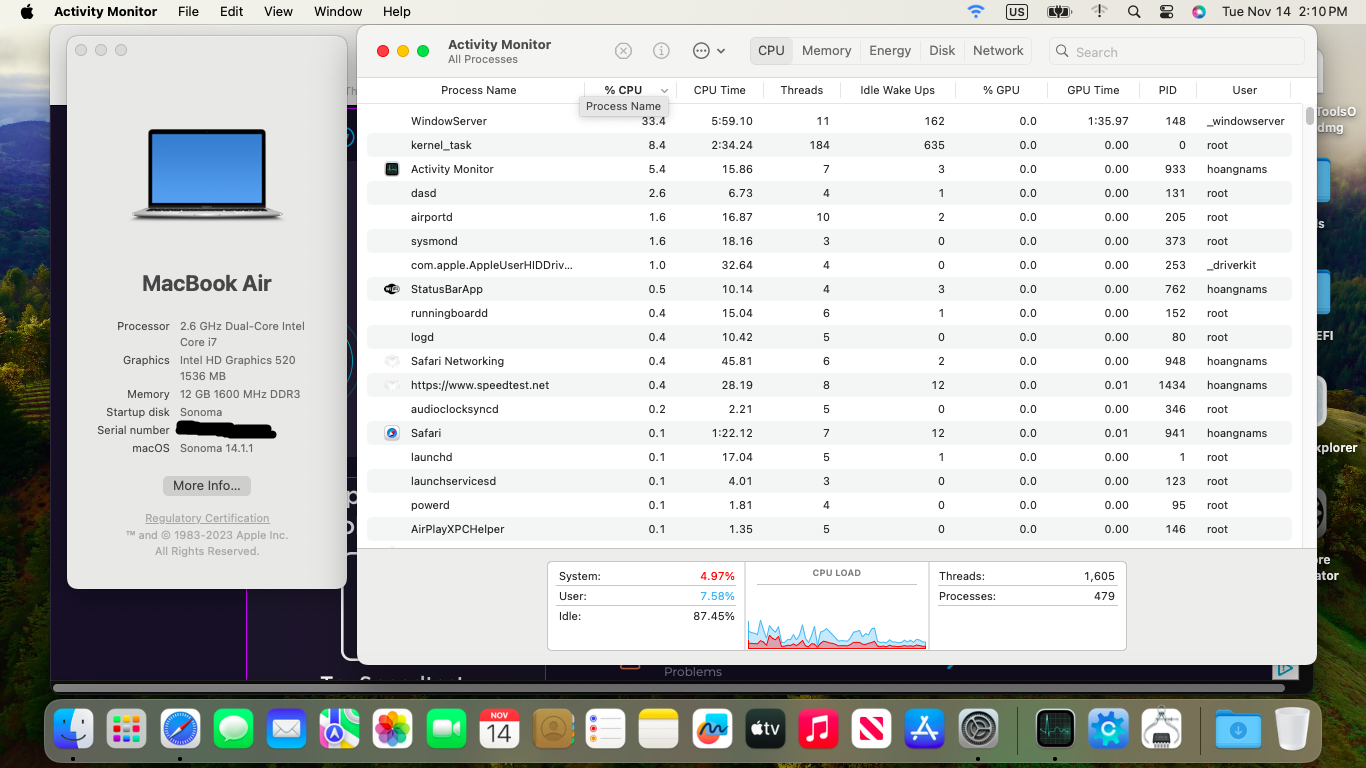 Activity Monitor File Edit View Window Help
US Tue Nov 14 2:10 PM
MacBook Air
Processor 2.6 GHz Dual-Core Intel
Core i7
Graphics Intel HD Graphics 520
1536 MB
Memory 12 GB 1600 MHz DDR3
Startup disk Sonoma
Serial number
macOS Sonoma 14.1.1
More Info...
Regulatory Certification
™ and © 1983-2023 Apple Inc.
All Rights Reserved.
Activity Monitor
All Processes
CPU Memory Energy Disk Network
Search
Process Name % CPU CPU Time Threads Idle Wake Ups % GPU GPU Time PID User
Process Name
WindowServer 33.4 5:59.10 11 162 0.0 1:35.97 148 _windowserver
kernel_task 8.4 2:34.24 184 635 0.0 0.00 0 root
Activity Monitor 5.4 15.86 7 3 0.0 0.00 933 hoangnams
dasd 2.6 6.73 4 1 0.0 0.00 131 root
airportd 1.6 16.87 10 2 0.0 0.00 205 root
sysmond 1.6 18.16 3 0 0.0 0.00 373 root
com.apple.AppleUserHIDDriv... 1.0 32.64 4 0 0.0 0.00 253 _driverkit
StatusBarApp 0.5 10.14 4 3 0.0 0.00 762 hoangnams
runningboardd 0.4 15.04 6 1 0.0 0.00 152 root
logd 0.4 10.42 5 0 0.0 0.00 80 root
Safari Networking 0.4 45.81 6 2 0.0 0.00 948 hoangnams
https://www.speedtest.net 0.4 28.19 8 12 0.0 0.01 1434 hoangnams
audioclocksyncd 0.2 2.21 5 0 0.0 0.00 346 root
Safari 0.1 1:22.12 7 12 0.0 0.01 941 hoangnams
launchd 0.1 17.04 5 1 0.0 0.00 1 root
launchservicesd 0.1 4.01 3 0 0.0 0.00 123 root
powerd 0.1 1.81 4 0 0.0 0.00 95 root
AirPlayXPCHelper 0.1 1.35 5 0 0.0 0.00 146 root
System: 4.97%
User: 7.58%
Idle: 87.45%
CPU LOAD
Threads: 1,605
Processes: 479
Problems
ToolsO
dmg
ls
EFI
xplorer
re
ator
NOV
14
tv